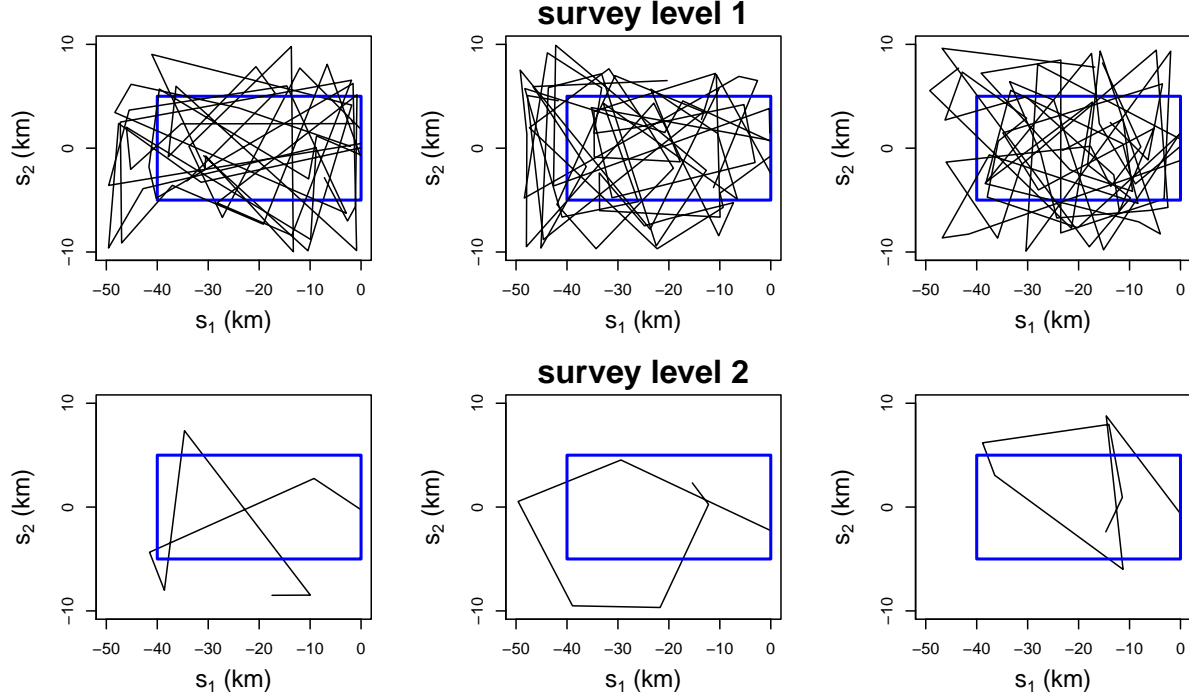 survey level 1
10 10 10
s₂ (km) 0 s₂ (km) 0 s₂ (km) 0
−10 −10 −10
−50 −40 −30 −20 −10 0 −50 −40 −30 −20 −10 0 −50 −40 −30 −20 −10 0
s₁ (km) s₁ (km) s₁ (km)
survey level 2
10 10 10
s₂ (km) 0 s₂ (km) 0 s₂ (km) 0
−10 −10 −10
−50 −40 −30 −20 −10 0 −50 −40 −30 −20 −10 0 −50 −40 −30 −20 −10 0
s₁ (km) s₁ (km) s₁ (km)